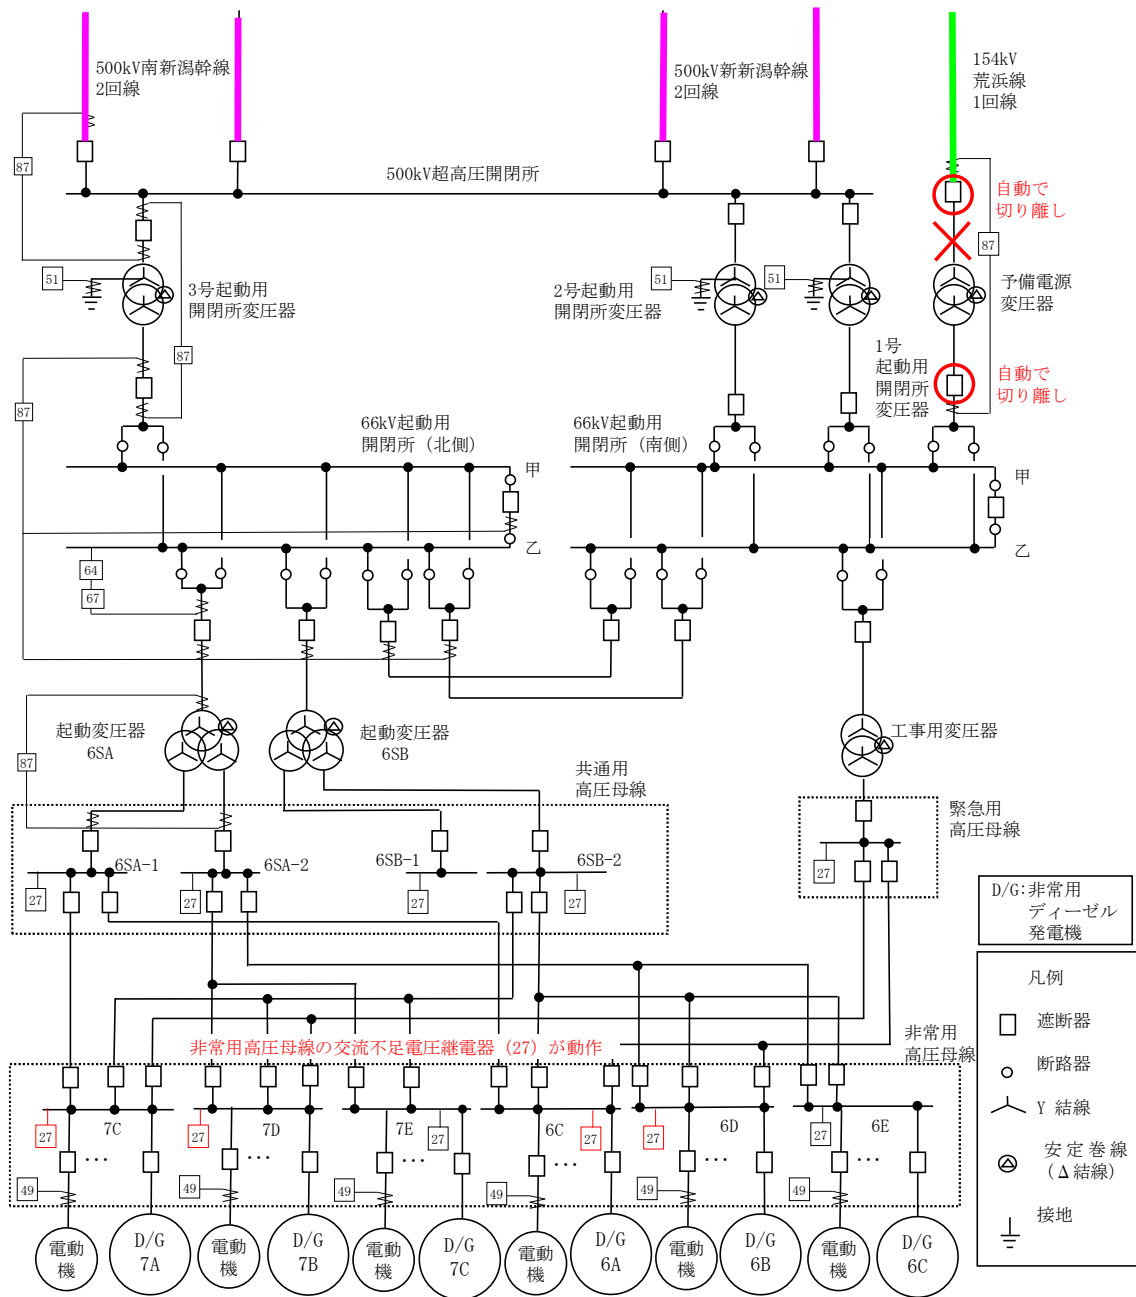 500kV南新潟幹線
2回線
500kV新新潟幹線
2回線
154kV
荒浜線
1回線
87
500kV超高圧開閉所
自動で
切り離し
87
51
3号起動用
開閉所変圧器
51
2号起動用
開閉所変圧器
51
予備電源
変圧器
87
1号
起動用
開閉所
変圧器
自動で
切り離し
87
66kV起動用
開閉所（北側）
66kV起動用
開閉所（南側）
甲
甲
乙
乙
64
67
起動変圧器
6SA
起動変圧器
6SB
工事用変圧器
87
共通用
高圧母線
緊急用
高圧母線
6SA-1
6SA-2
6SB-1
6SB-2
27
27
27
27
27
D/G:非常用
ディーゼル
発電機
凡例
遮断器
断路器
Y 結線
安定巻線
(Δ結線)
接地
非常用高圧母線の交流不足電圧継電器（27）が動作
非常用
高圧母線
7C
7D
7E
6C
6D
6E
27
27
27
27
27
27
･･･
･･･
･･･
･･･
･･･
･･･
49
49
49
49
49
49
電動
機
D/G
7A
電動
機
D/G
7B
電動
機
D/G
7C
電動
機
D/G
6A
電動
機
D/G
6B
電動
機
D/G
6C